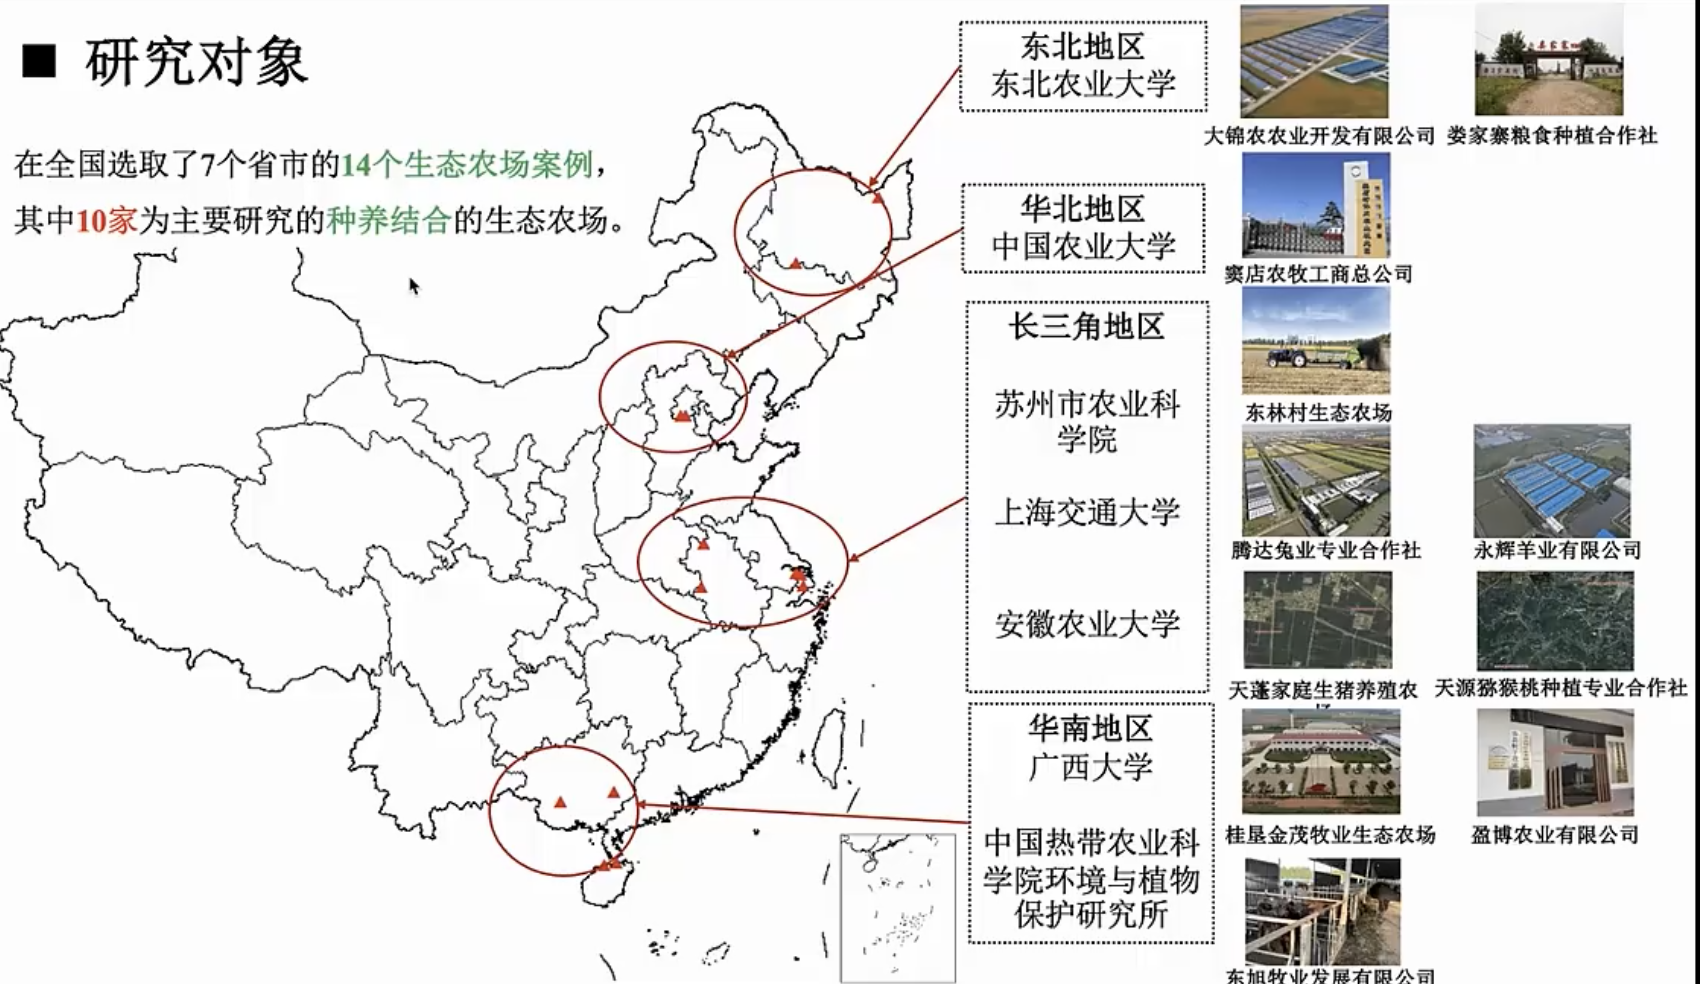 ■ 研究对象
在全国选取了7个省市的14个生态农场案例，
其中10家为主要研究的种养结合的生态农场。
东北地区
东北农业大学
华北地区
中国农业大学
长三角地区
苏州市农业科
学院
上海交通大学
安徽农业大学
华南地区
广西大学
中国热带农业科
学院环境与植物
保护研究所
大锦农农业开发有限公司
娄家寨粮食种植合作社
窦店农牧工商总公司
东林村生态农场
腾达兔业专业合作社
永辉羊业有限公司
天蓬家庭生猪养殖农
天源猕猴桃种植专业合作社
桂垦金茂牧业生态农场
盈博农业有限公司
东旭牧业发展有限公司